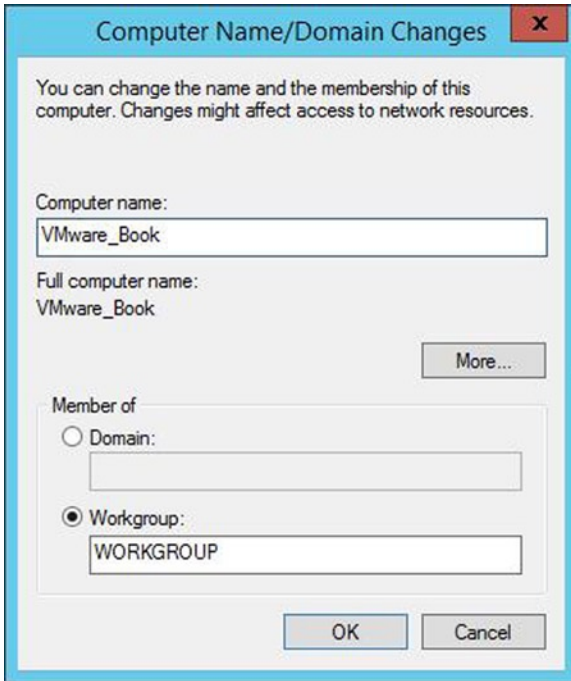 Computer Name/Domain Changes
x
You can change the name and the membership of this
computer. Changes might affect access to network resources.
Computer name:
VMware_Book
Full computer name:
VMware_Book
More...
Member of
Domain:
Workgroup:
WORKGROUP
OK
Cancel